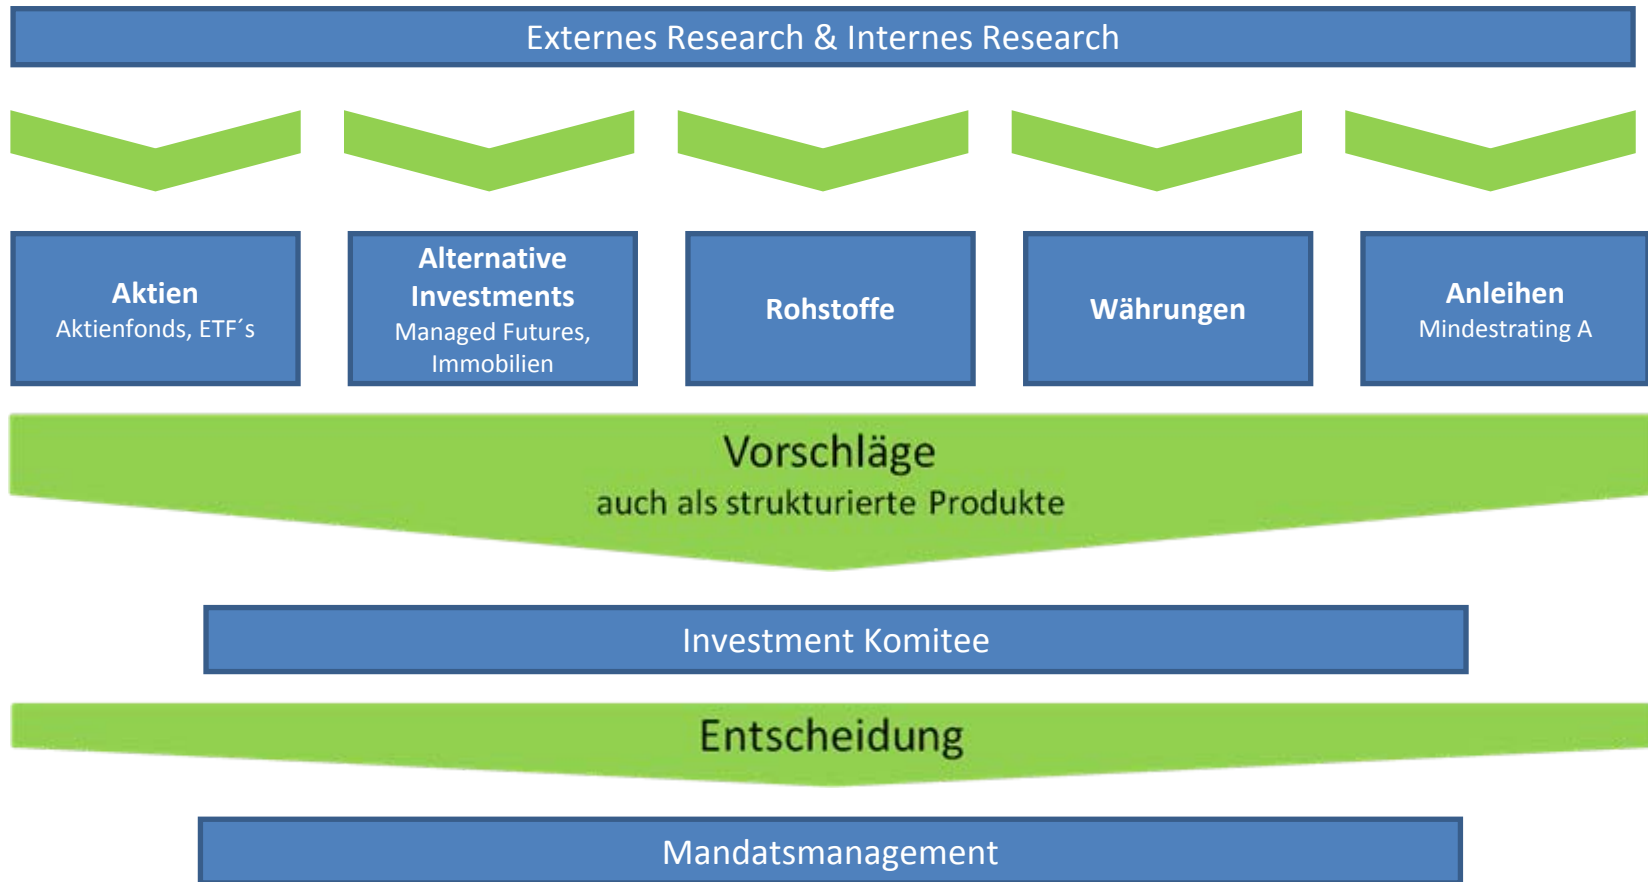 Externes Research & Internes Research
Aktien
Aktienfonds, ETF´s
Alternative
Investments
Managed Futures,
Immobilien
Rohstoffe
Währungen
Anleihen
Mindestrating A
Vorschläge
auch als strukturierte Produkte
Investment Komitee
Entscheidung
Mandatsmanagement